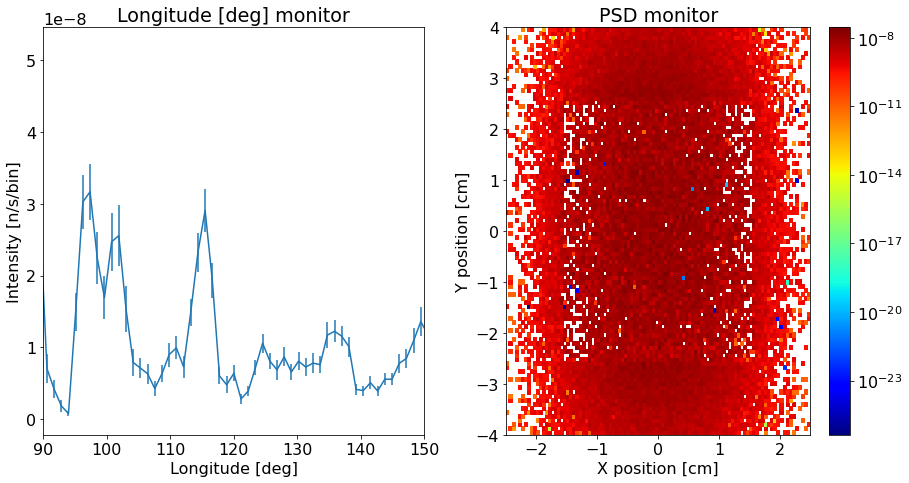 Longitude [deg] monitor
1e−8
5
4
3
2
1
0
90 100 110 120 130 140 150
Longitude [deg]
Intensity [n/s/bin]
PSD monitor
4
3
2
1
0
−1
−2
−3
−4
−2 −1 0 1 2
X position [cm]
Y position [cm]
10⁻⁸
10⁻¹¹
10⁻¹⁴
10⁻¹⁷
10⁻²⁰
10⁻²³